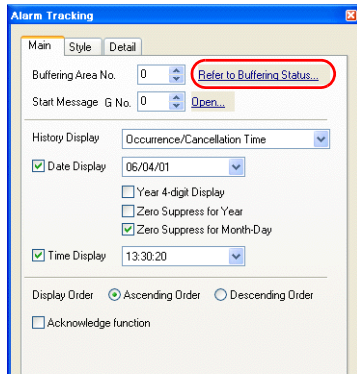 Alarm Tracking
Main Style Detail
Buffering Area No. 0 Refer to Buffering Status...
Start Message G No. 0 Open...
History Display Occurrence/Cancellation Time
Date Display 06/04/01
Year 4-digit Display
Zero Suppress for Year
Zero Suppress for Month-Day
Time Display 13:30:20
Display Order Ascending Order Descending Order
Acknowledge function